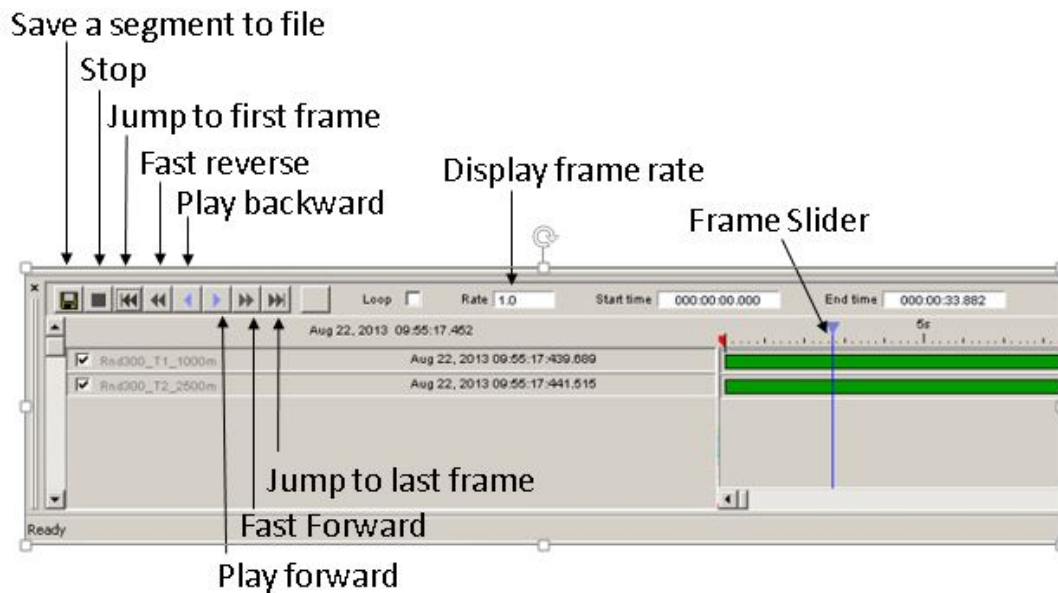 Save a segment to file
Stop
Jump to first frame
Fast reverse
Play backward
Display frame rate
Frame Slider
Loop Rate 1.0 Start time 000:00:00.000 End time 000:00:33.882
Aug 22, 2013 09:55:17.452 5s
Rnd300_T1_1000m Aug 22, 2013 09:55:17:439.689
Rnd300_T2_2500m Aug 22, 2013 09:55:17:441.515
Jump to last frame
Ready
Fast Forward
Play forward